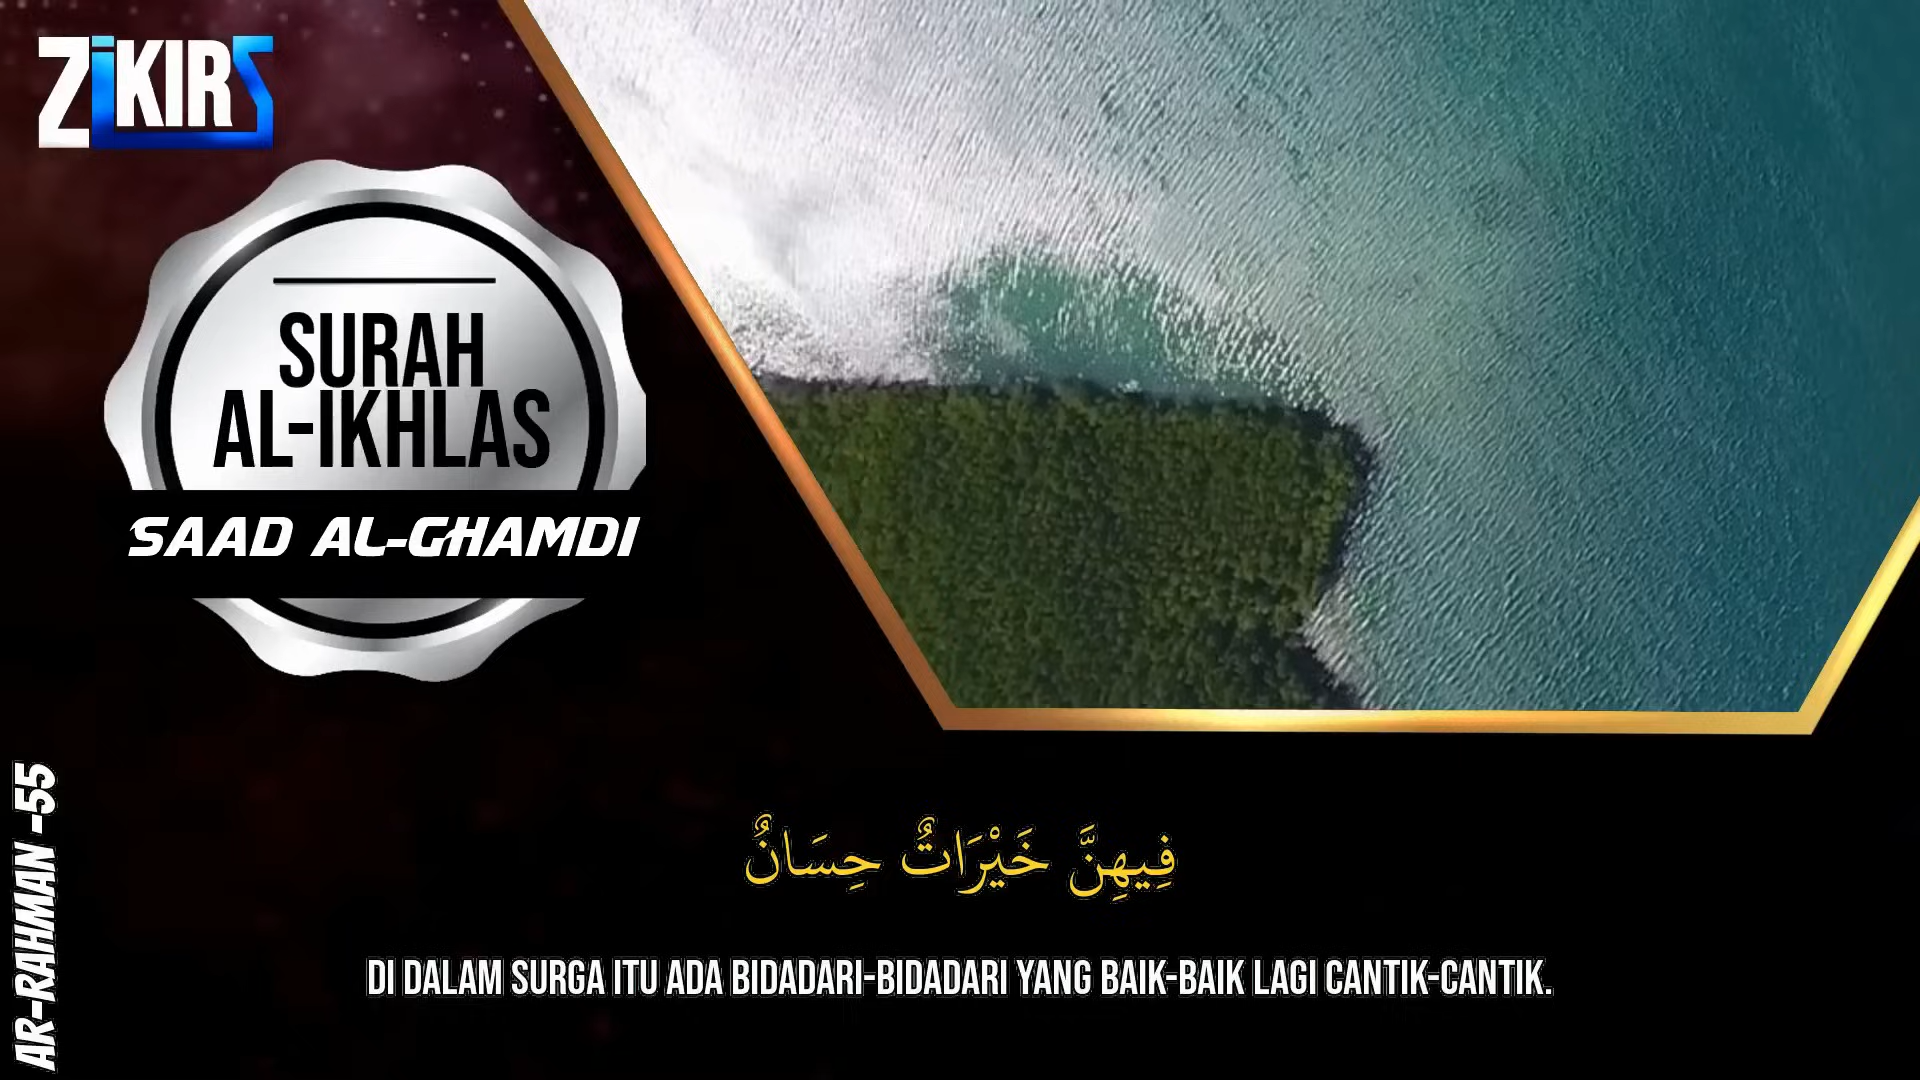 ZiKIRS
SURAH
AL-IKHLAS
SAAD AL-GHAMDI
AR-RAHMAN -55
فِيهِنَّ خَيْرَاتٌ حِسَانٌ
DI DALAM SURGA ITU ADA BIDADARI-BIDADARI YANG BAIK-BAIK LAGI CANTIK-CANTIK.